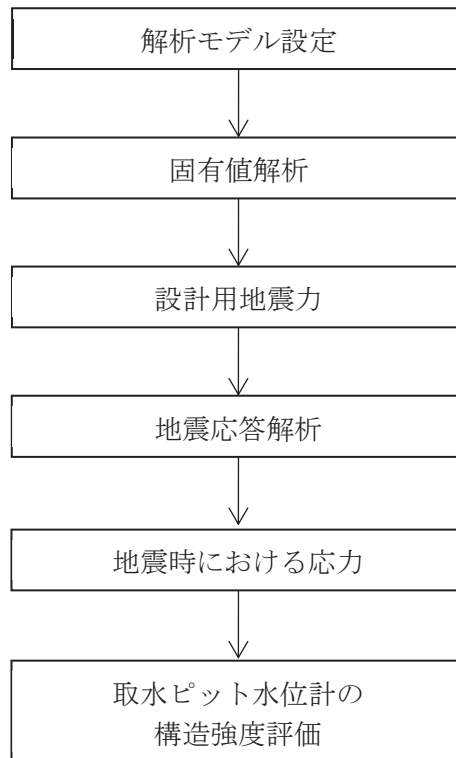 解析モデル設定
固有値解析
設計用地震力
地震応答解析
地震時における応力
取水ピット水位計の
構造強度評価